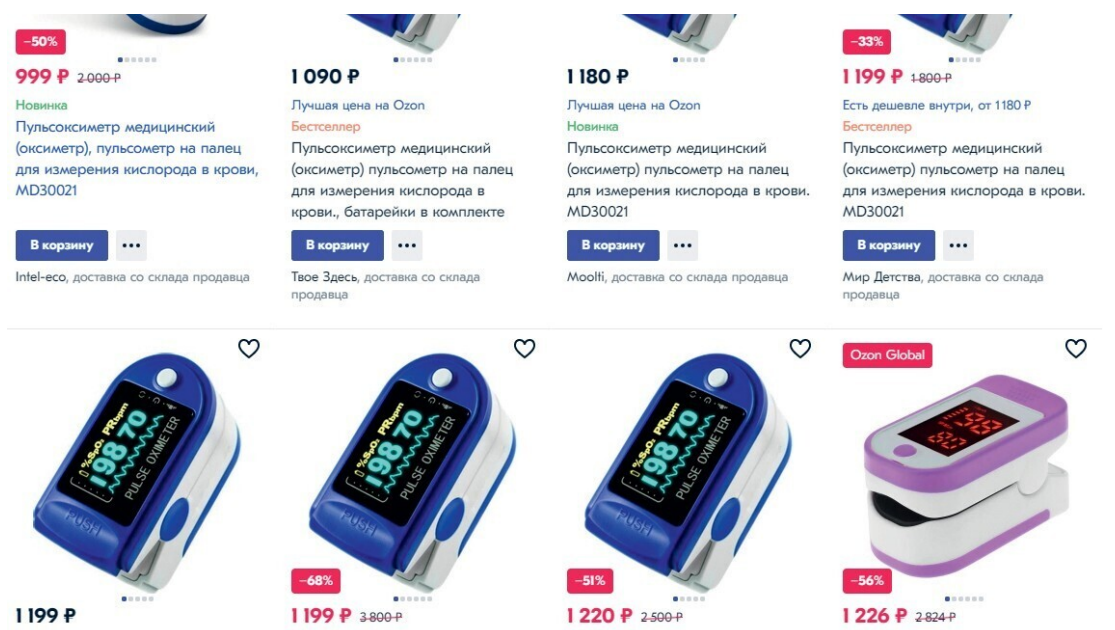 –50%
999 ₽ 2 000 ₽
Новинка
Пульсоксиметр медицинский
(оксиметр), пульсометр на палец
для измерения кислорода в крови,
MD30021
В корзину
Intel-eco, доставка со склада продавца
1 090 ₽
Лучшая цена на Ozon
Бестселлер
Пульсоксиметр медицинский
(оксиметр) пульсометр на палец
для измерения кислорода в
крови., батарейки в комплекте
В корзину
Твое Здесь, доставка со склада
продавца
1 180 ₽
Лучшая цена на Ozon
Новинка
Пульсоксиметр медицинский
(оксиметр) пульсометр на палец
для измерения кислорода в крови.
MD30021
В корзину
Moolti, доставка со склада продавца
–33%
1 199 ₽ 1 800 ₽
Есть дешевле внутри, от 1 180 ₽
Бестселлер
Пульсоксиметр медицинский
(оксиметр) пульсометр на палец
для измерения кислорода в крови.
MD30021
В корзину
Мир Детства, доставка со склада
продавца
%SpO₂ PRbpm
98 70
PULSE OXIMETER
PUSH
1 199 ₽
%SpO₂ PRbpm
98 70
PULSE OXIMETER
PUSH
–68%
1 199 ₽ 3 800 ₽
%SpO₂ PRbpm
98 70
PULSE OXIMETER
PUSH
–51%
1 220 ₽ 2 500 ₽
Ozon Global
–56%
1 226 ₽ 2 824 ₽